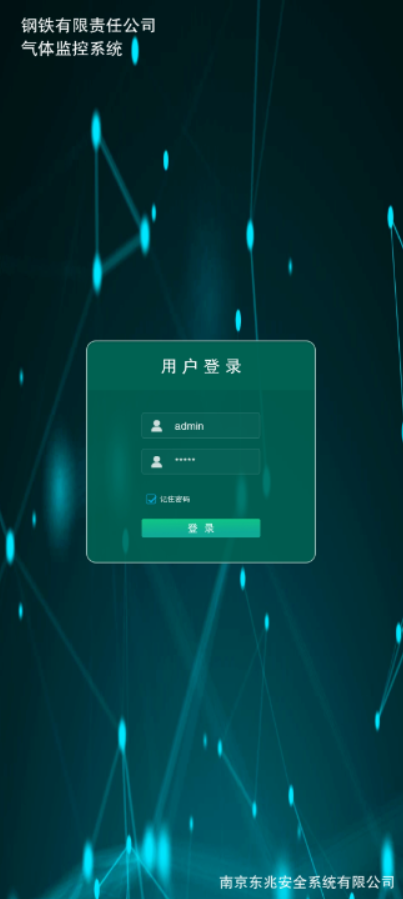 钢铁有限责任公司
气体监控系统
用户登录
admin
*****
记住密码
登 录
南京东兆安全系统有限公司